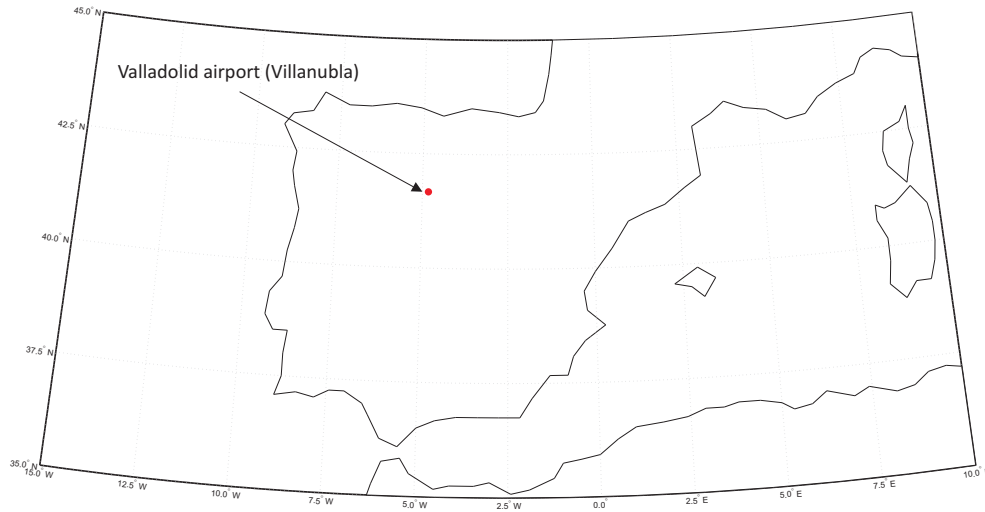 45.0° N
Valladolid airport (Villanubla)
42.5° N
40.0° N
37.5° N
35.0° N
15.0° W
12.5° W
10.0° W
7.5° W
5.0° W
2.5° W
0.0°
2.5° E
5.0° E
7.5° E
10.0°